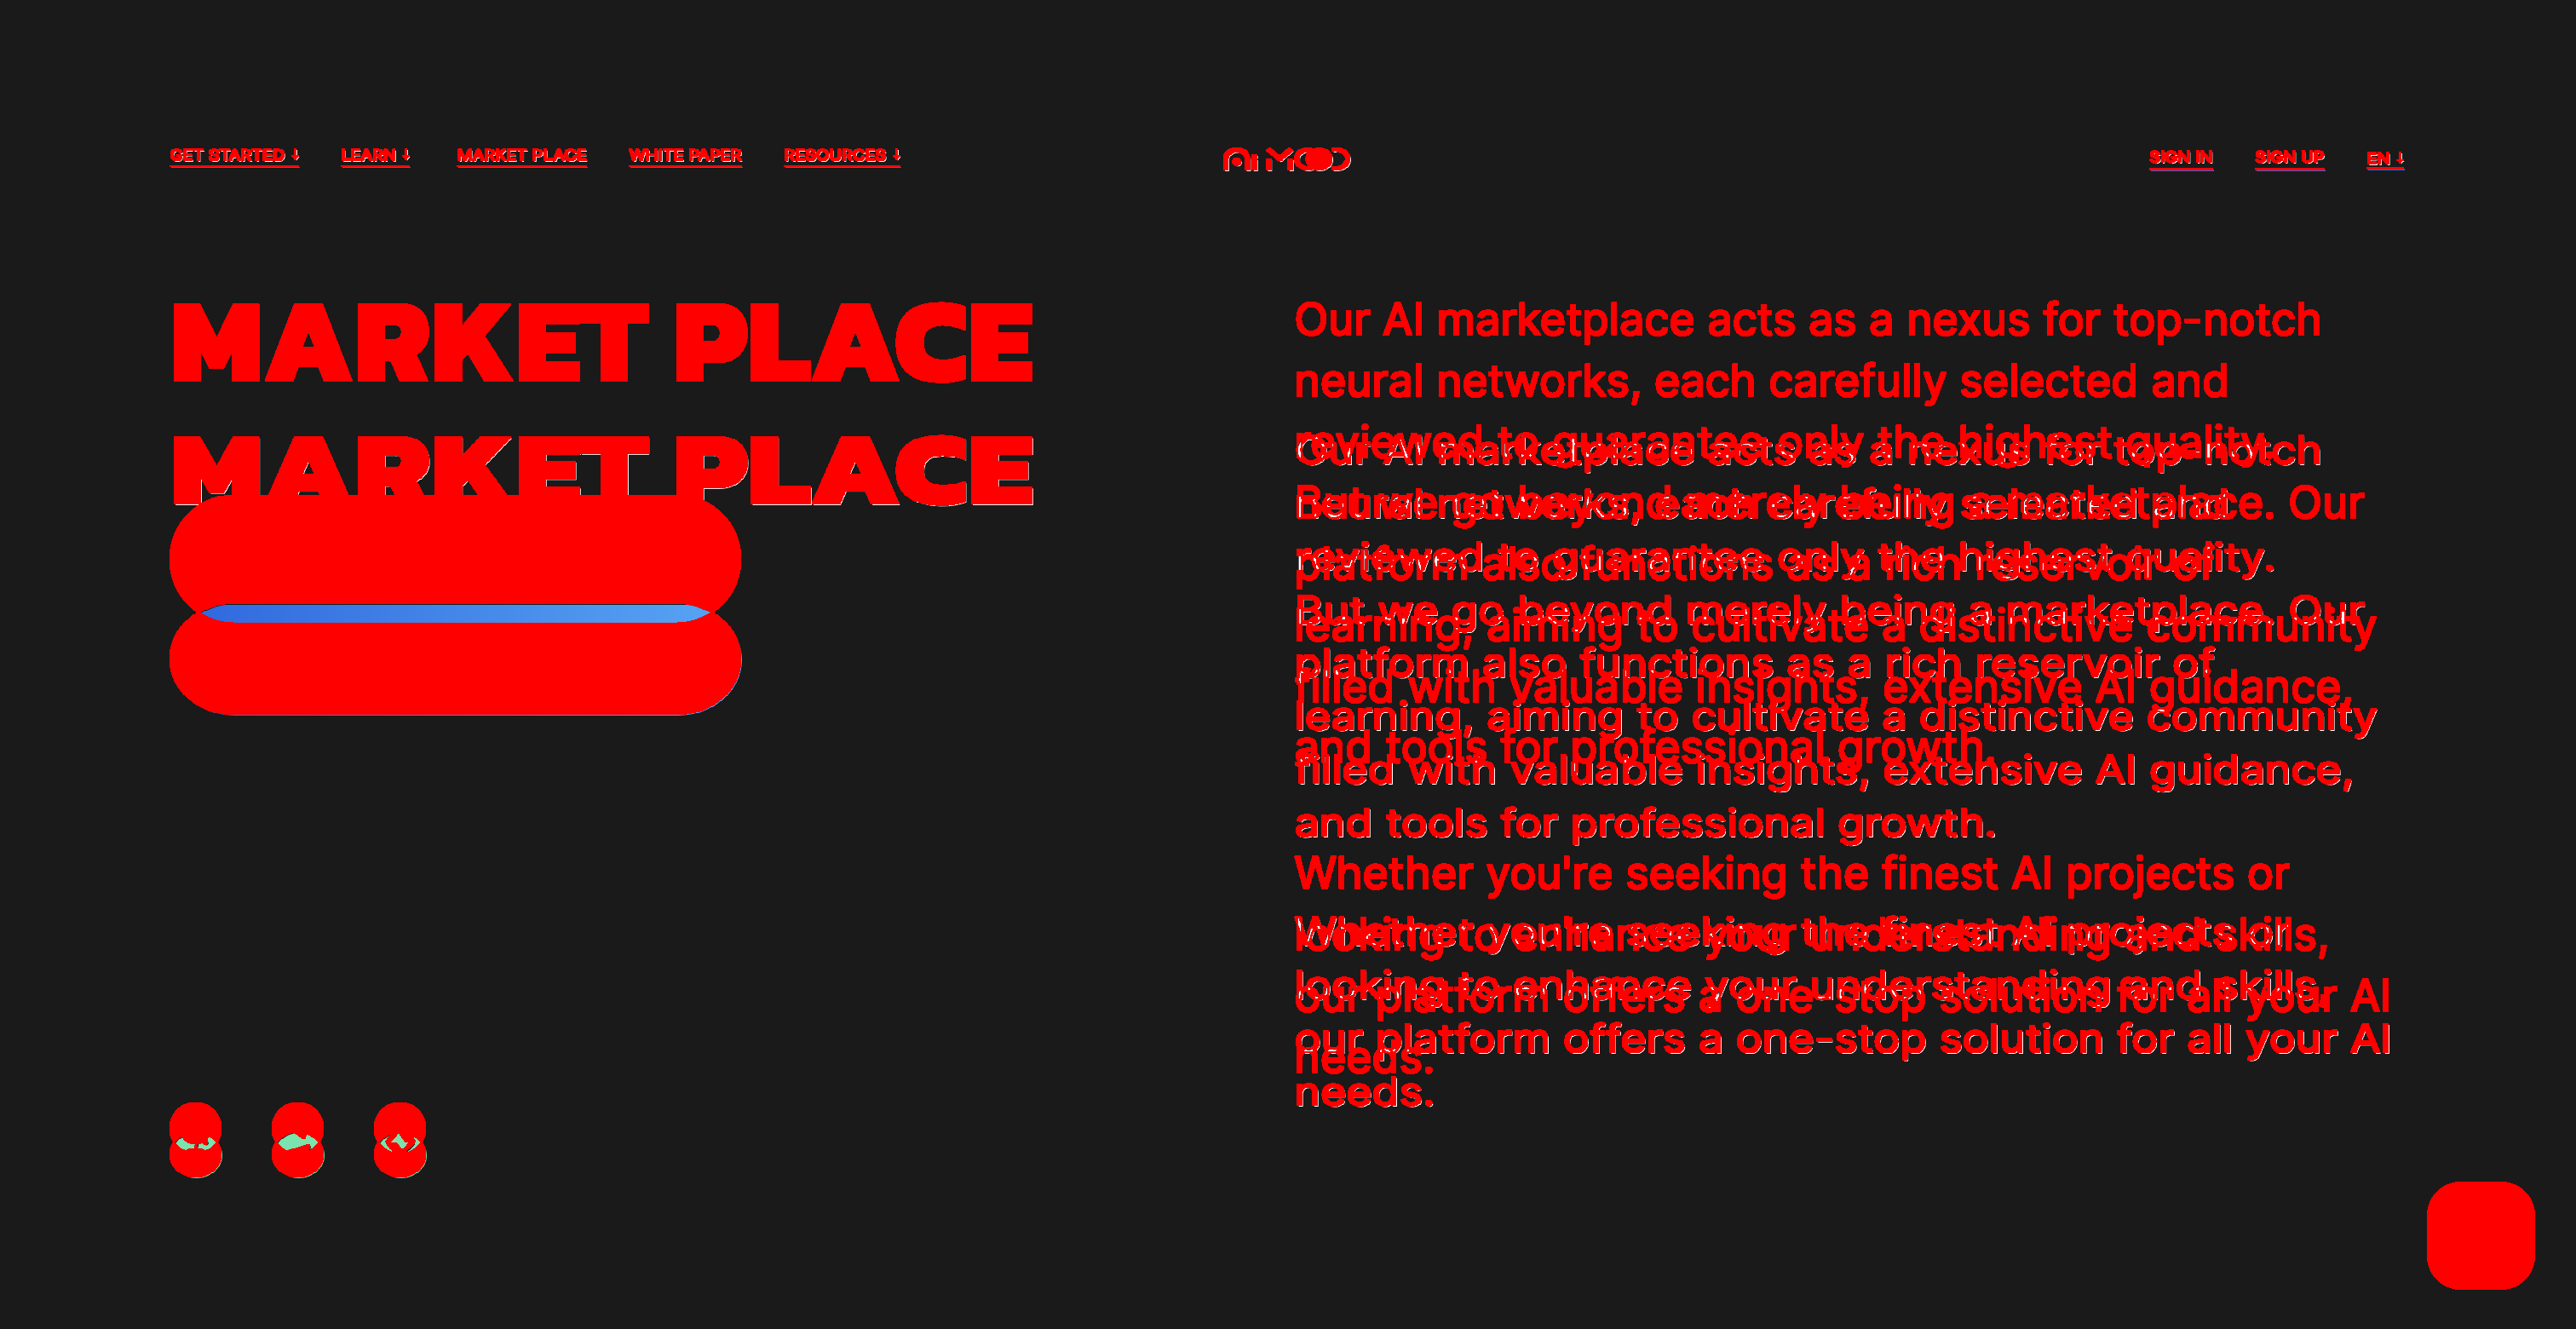 GET STARTED ↓
LEARN ↓
MARKET PLACE
WHITE PAPER
RESOURCES ↓
AIMOD
SIGN IN
SIGN UP
EN ↓
MARKET PLACE
MARKET PLACE
Our AI marketplace acts as a nexus for top-notch
neural networks, each carefully selected and
reviewed to guarantee only the highest quality.
Our AI marketplace acts as a nexus for top-notch
But we go beyond merely being a marketplace. Our
neural networks, each carefully selected and
reviewed to guarantee only the highest quality.
platform also functions as a rich reservoir of
But we go beyond merely being a marketplace. Our
learning, aiming to cultivate a distinctive community
platform also functions as a rich reservoir of
filled with valuable insights, extensive AI guidance,
learning, aiming to cultivate a distinctive community
and tools for professional growth.
filled with valuable insights, extensive AI guidance,
and tools for professional growth.
Whether you're seeking the finest AI projects or
Whether you're seeking the finest AI projects or
looking to enhance your understanding and skills,
looking to enhance your understanding and skills,
our platform offers a one-stop solution for all your AI
our platform offers a one-stop solution for all your AI
needs.
needs.